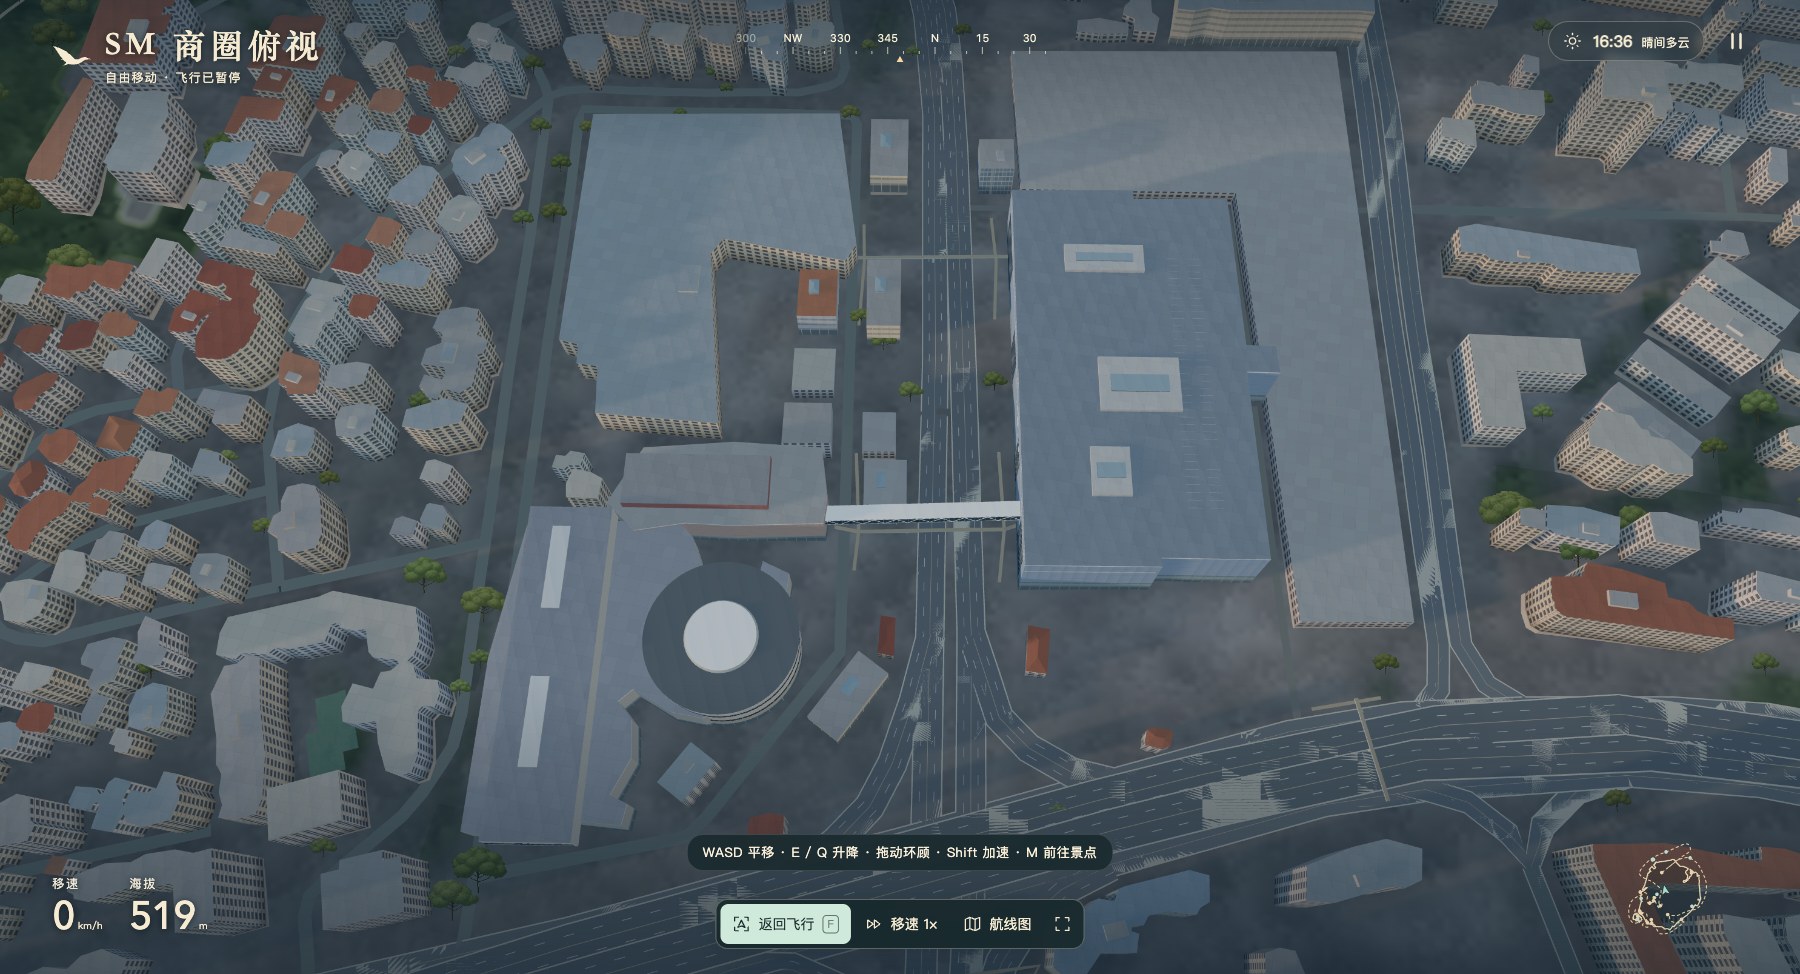 SM 商圈俯视
自由移动 · 飞行已暂停
300 NW 330 345 N 15 30
16:36 晴间多云
WASD 平移 · E / Q 升降 · 拖动环顾 · Shift 加速 · M 前往景点
移速 海拔
0 km/h 519 m
返回飞行 F 移速 1x 航线图